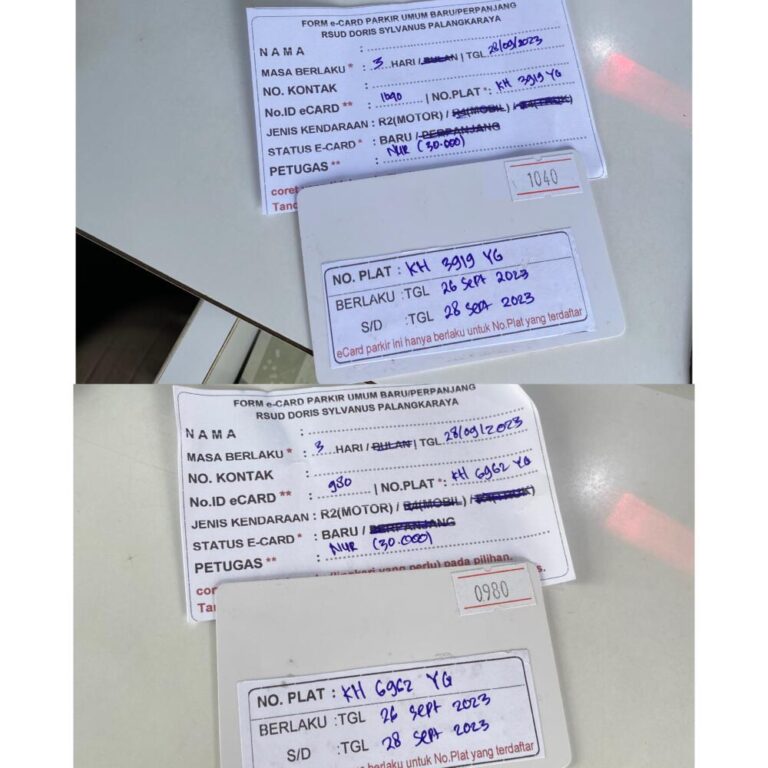 FORM e-CARD PARKIR UMUM BARU/PERPANJANG
RSUD DORIS SYLVANUS PALANGKARAYA
NAMA :
MASA BERLAKU * : 3 HARI / BULAN | TGL 28/09/2023
NO. KONTAK :
No.ID eCARD ** : 1040 | NO.PLAT *: KH 3919 YG
JENIS KENDARAAN : R2(MOTOR) / R4(MOBIL) /
STATUS E-CARD * : BARU / PERPANJANG
PETUGAS ** : NUR (30.000)
coret
Tand
1040
NO. PLAT : KH 3919 YG
BERLAKU :TGL 26 Sept 2023
S/D :TGL 28 Sept 2023
eCard parkir ini hanya berlaku untuk No.Plat yang terdaftar
FORM e-CARD PARKIR UMUM BARU/PERPANJANG
RSUD DORIS SYLVANUS PALANGKARAYA
NAMA :
MASA BERLAKU * : 3 HARI / BULAN | TGL 28/09/2023
NO. KONTAK :
No.ID eCARD ** : 980 | NO.PLAT *: KH 6962 YG
JENIS KENDARAAN : R2(MOTOR) / R4(MOBIL) /
STATUS E-CARD * : BARU / PERPANJANG
PETUGAS ** : NUR (30.000)
cor (lingkari yang perlu) pada pilihan.
Tan s.
0980
NO. PLAT : KH 6962 YG
BERLAKU :TGL 26 Sept 2023
S/D :TGL 28 Sept 2023
berlaku untuk No.Plat yang terdaftar